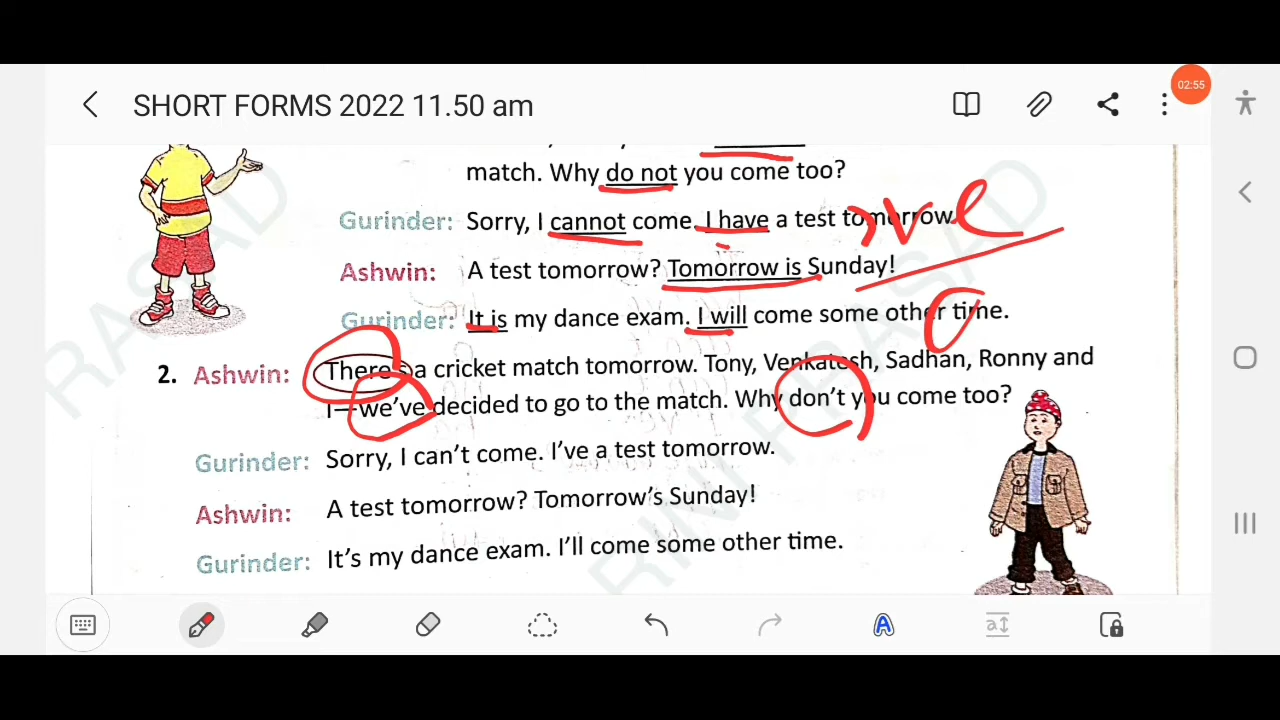 02:55
SHORT FORMS 2022 11.50 am
match. Why do not you come too?
Gurinder: Sorry, I cannot come. I have a test tomorrow.
've
Ashwin: A test tomorrow? Tomorrow is Sunday!
Gurinder: It is my dance exam. I will come some other time.
2. Ashwin: There's a cricket match tomorrow. Tony, Venkatesh, Sadhan, Ronny and
I—we've decided to go to the match. Why don't you come too?
Gurinder: Sorry, I can't come. I've a test tomorrow.
Ashwin: A test tomorrow? Tomorrow's Sunday!
Gurinder: It's my dance exam. I'll come some other time.